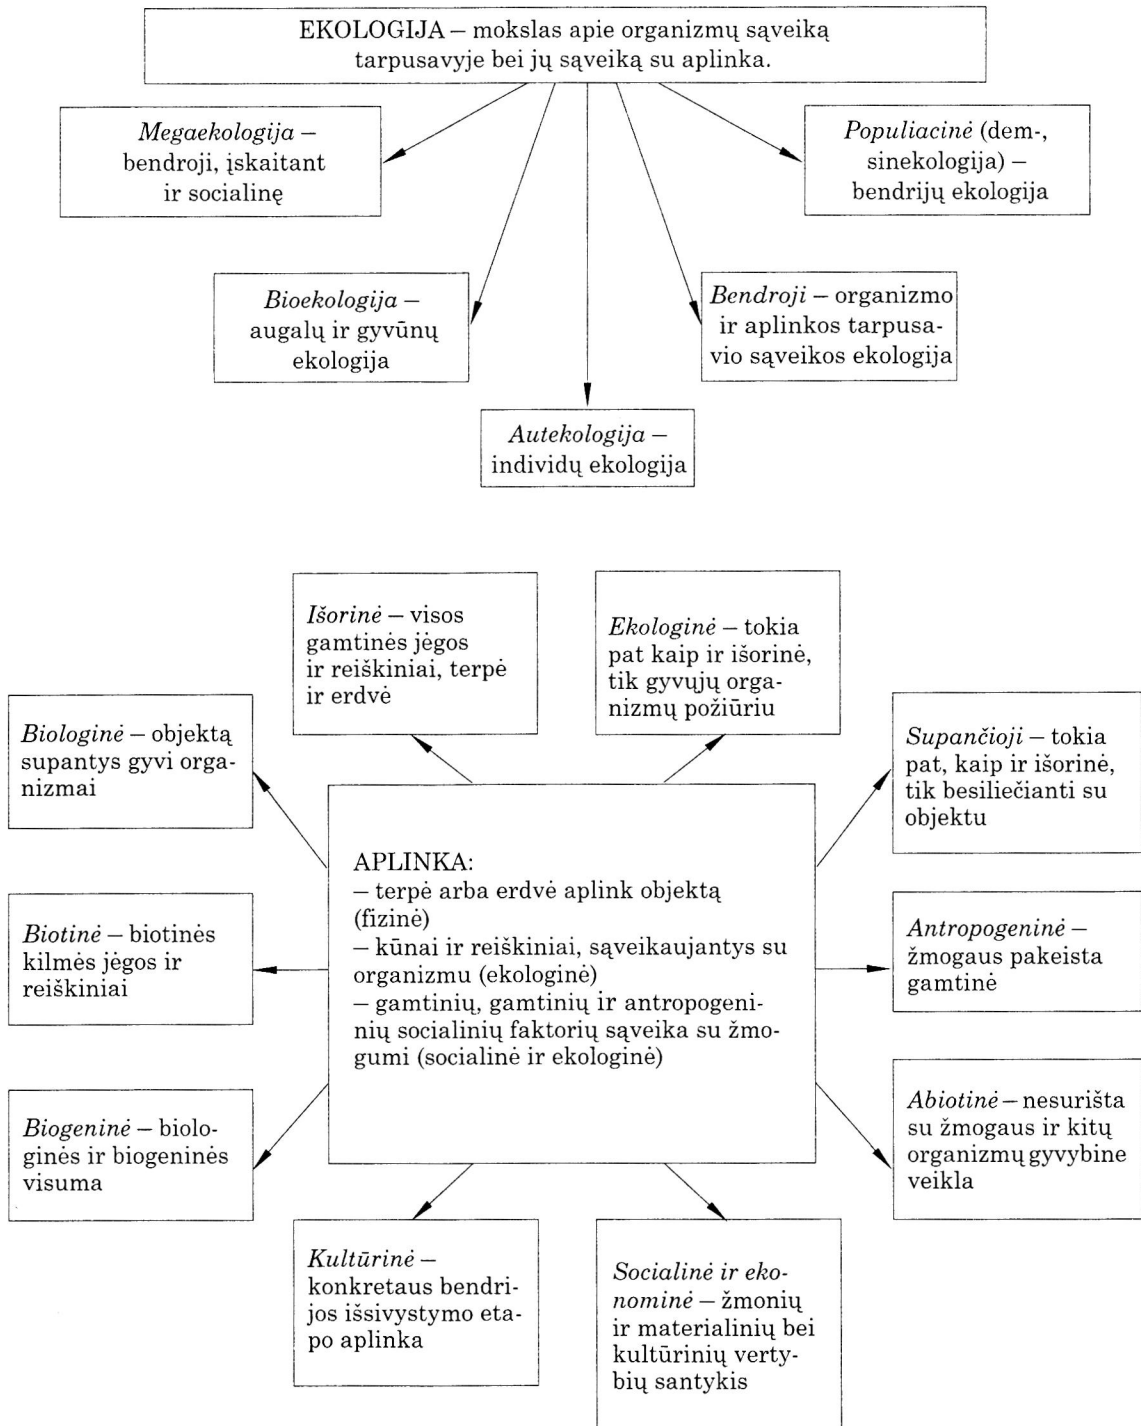 EKOLOGIJA – mokslas apie organizmų sąveiką
tarpusavyje bei jų sąveiką su aplinka.
Megaekologija –
bendroji, įskaitant
ir socialinę
Populiacinė (dem-,
sinekologija) –
bendrijų ekologija
Bioekologija –
augalų ir gyvūnų
ekologija
Bendroji – organizmo
ir aplinkos tarpusa-
vio sąveikos ekologija
Autekologija –
individų ekologija
Išorinė – visos
gamtinės jėgos
ir reiškiniai, terpė
ir erdvė
Ekologinė – tokia
pat kaip ir išorinė,
tik gyvųjų orga-
nizmų požiūriu
Biologinė – objektą
supantys gyvi orga-
nizmai
Supančioji – tokia
pat, kaip ir išorinė,
tik besiliečianti su
objektu
APLINKA:
– terpė arba erdvė aplink objektą
(fizinė)
– kūnai ir reiškiniai, sąveikaujantys su
organizmu (ekologinė)
– gamtinių, gamtinių ir antropogeni-
nių socialinių faktorių sąveika su žmo-
gumi (socialinė ir ekologinė)
Biotinė – biotinės
kilmės jėgos ir
reiškiniai
Antropogeninė –
žmogaus pakeista
gamtinė
Biogeninė – biolo-
ginės ir biogeninės
visuma
Abiotinė – nesurišta
su žmogaus ir kitų
organizmų gyvybine
veikla
Kultūrinė –
konkretaus bendri-
jos išsivystymo eta-
po aplinka
Socialinė ir eko-
nominė – žmonių
ir materialinių bei
kultūrinių verty-
bių santykis